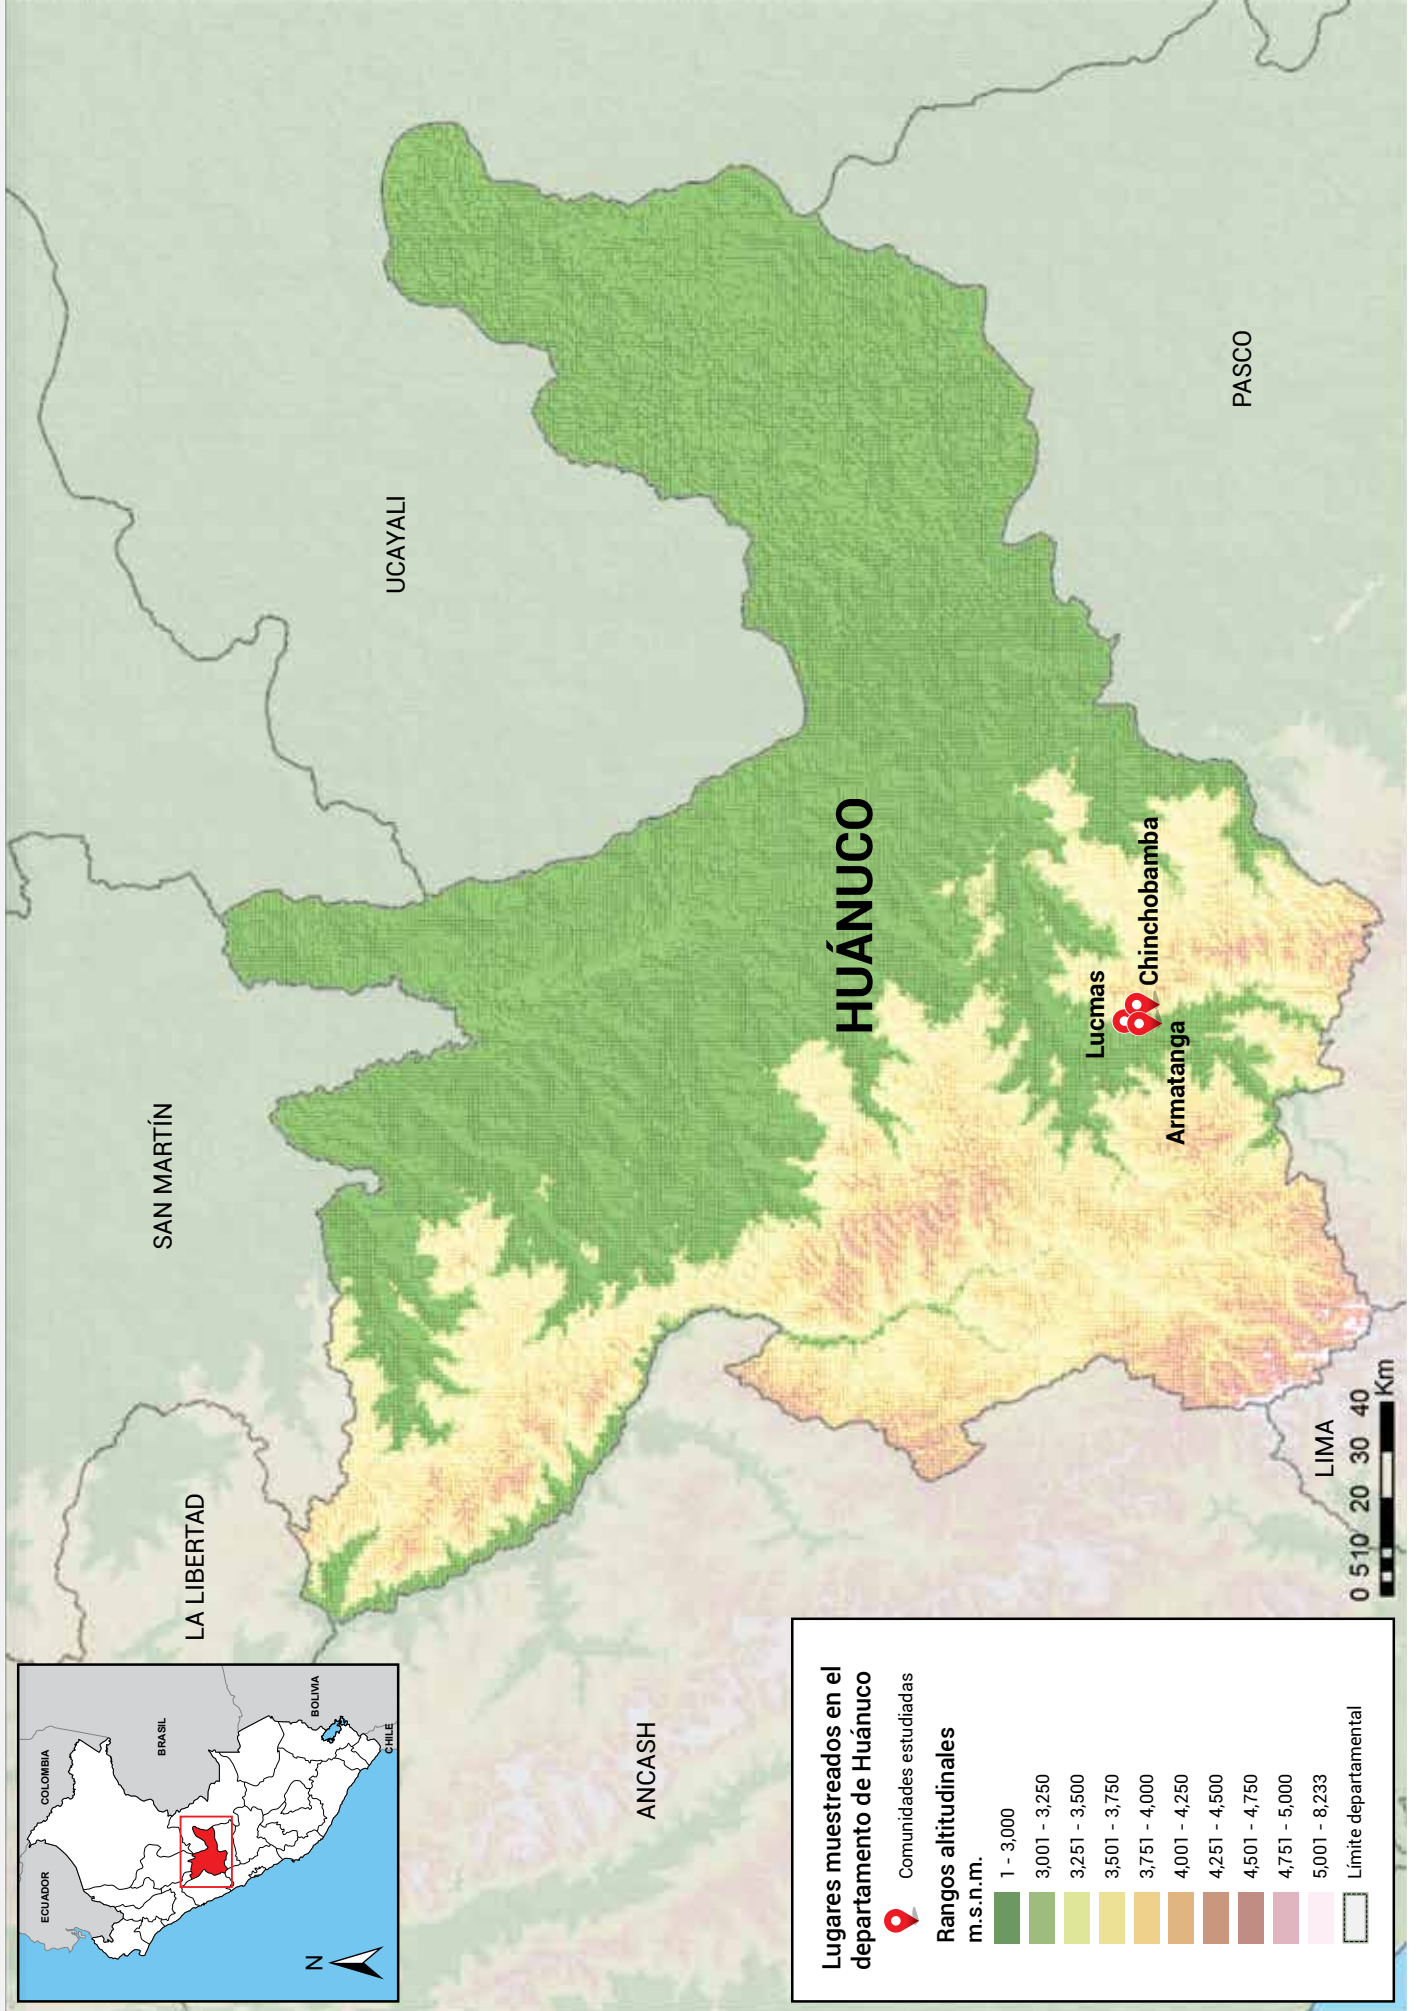 COLOMBIA
ECUADOR
BRASIL
BOLIVIA
CHILE
N
LA LIBERTAD
SAN MARTÍN
UCAYALI
ANCASH
HUÁNUCO
PASCO
LIMA
Lucmas
Chinchobamba
Armatanga
Lugares muestreados en el
departamento de Huánuco
Comunidades estudiadas
Rangos altitudinales
m.s.n.m.
1 - 3,000
3,001 - 3,250
3,251 - 3,500
3,501 - 3,750
3,751 - 4,000
4,001 - 4,250
4,251 - 4,500
4,501 - 4,750
4,751 - 5,000
5,001 - 8,233
Límite departamental
0 5 10 20 30 40
Km